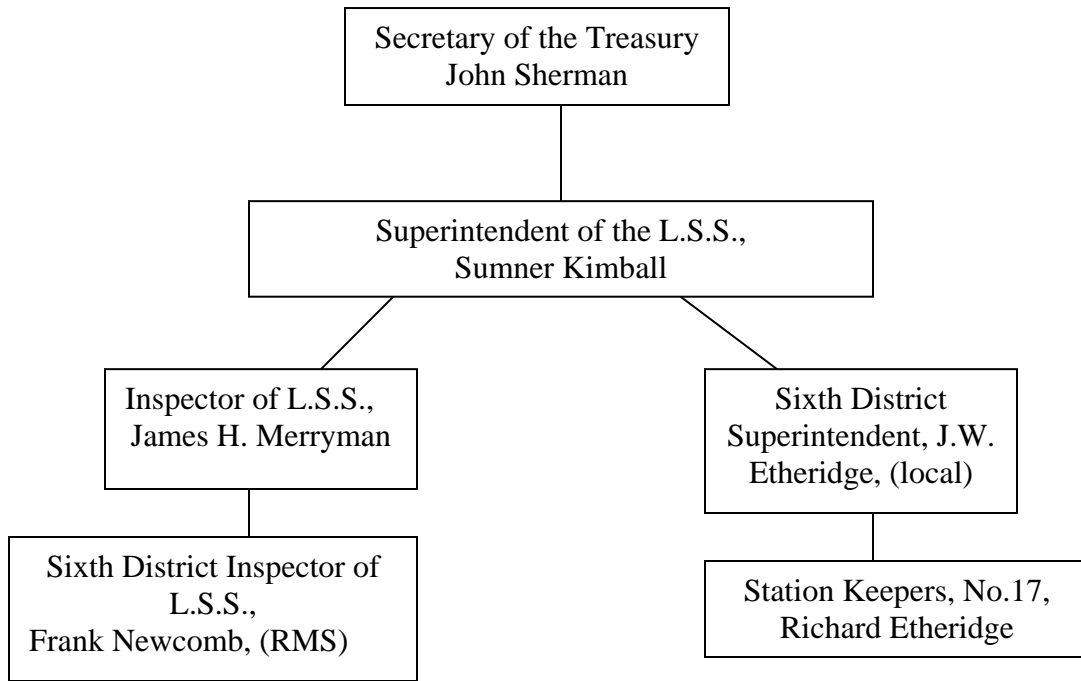 Secretary of the Treasury
John Sherman
Superintendent of the L.S.S.,
Sumner Kimball
Inspector of L.S.S.,
James H. Merryman
Sixth District
Superintendent, J.W.
Etheridge, (local)
Sixth District Inspector of
L.S.S.,
Frank Newcomb, (RMS)
Station Keepers, No.17,
Richard Etheridge